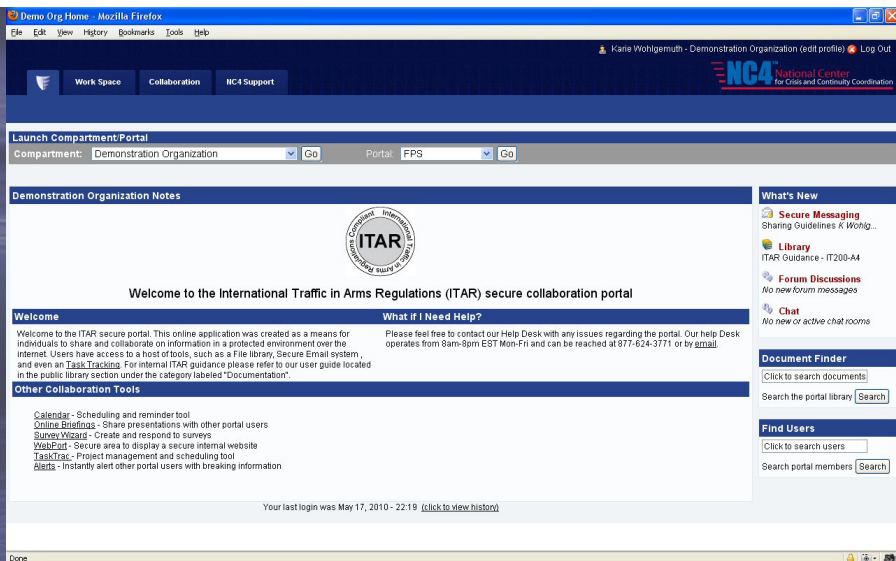 Demo Org Home - Mozilla Firefox
File Edit View History Bookmarks Tools Help
Karie Wohlgemuth - Demonstration Organization (edit profile) Log Out
Work Space Collaboration NC4 Support
NC4 National Center
for Crisis and Continuity Coordination
Launch Compartment/Portal
Compartment: Demonstration Organization Go Portal: FPS Go
Demonstration Organization Notes
International Traffic in Arms Regulations Compliant
ITAR
Welcome to the International Traffic in Arms Regulations (ITAR) secure collaboration portal
Welcome
Welcome to the ITAR secure portal. This online application was created as a means for
individuals to share and collaborate on information in a protected environment over the
internet. Users have access to a host of tools, such as a File library, Secure Email system ,
and even an Task Tracking. For internal ITAR guidance please refer to our user guide located
in the public library section under the category labeled "Documentation".
What if I Need Help?
Please feel free to contact our Help Desk with any issues regarding the portal. Our help Desk
operates from 8am-8pm EST Mon-Fri and can be reached at 877-624-3771 or by email.
Other Collaboration Tools
Calendar - Scheduling and reminder tool
Online Briefings - Share presentations with other portal users
Survey Wizard - Create and respond to surveys
WebPort - Secure area to display a secure internal website
TaskTrac - Project management and scheduling tool
Alerts - Instantly alert other portal users with breaking information
Your last login was May 17, 2010 - 22:19 (click to view history)
What's New
Secure Messaging
Sharing Guidelines K Wohlg...
Library
ITAR Guidance - IT200-A4
Forum Discussions
No new forum messages
Chat
No new or active chat rooms
Document Finder
Click to search documents
Search the portal library Search
Find Users
Click to search users
Search portal members Search
Done